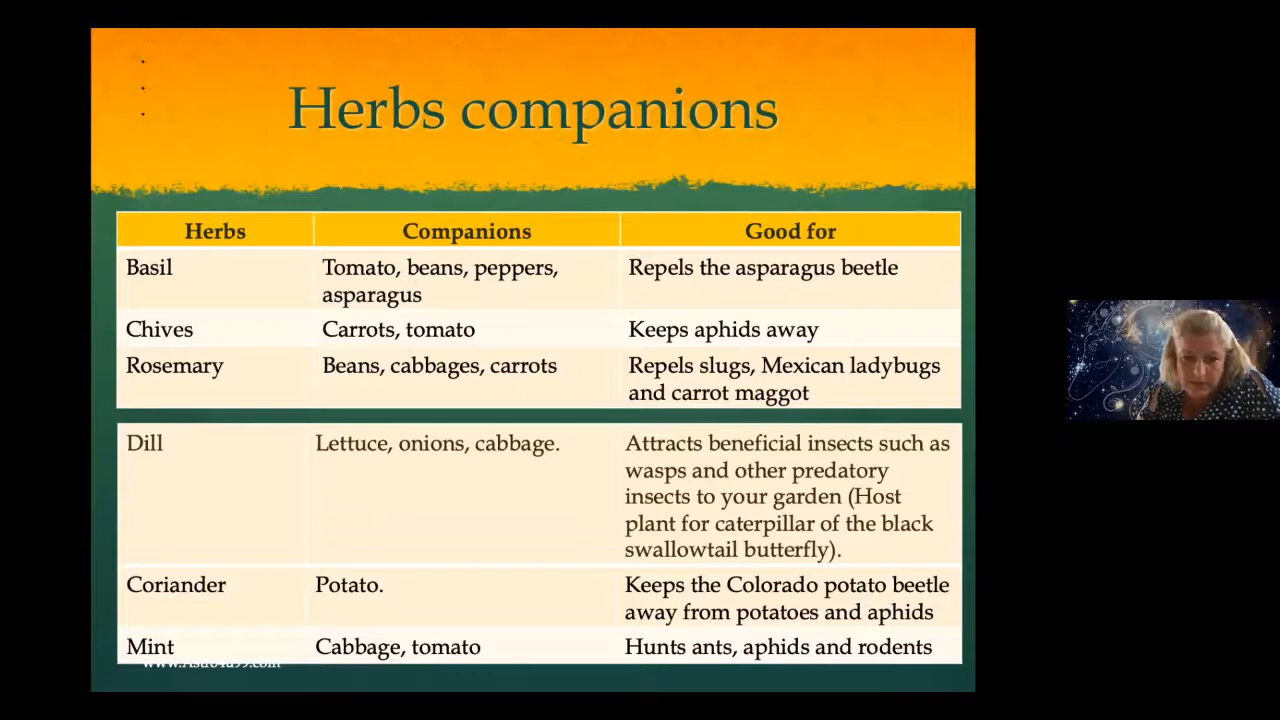 Herbs companions
Herbs Companions Good for
Basil Tomato, beans, peppers, asparagus Repels the asparagus beetle
Chives Carrots, tomato Keeps aphids away
Rosemary Beans, cabbages, carrots Repels slugs, Mexican ladybugs and carrot maggot
Dill Lettuce, onions, cabbage. Attracts beneficial insects such as wasps and other predatory insects to your garden (Host plant for caterpillar of the black swallowtail butterfly).
Coriander Potato. Keeps the Colorado potato beetle away from potatoes and aphids
Mint Cabbage, tomato Hunts ants, aphids and rodents